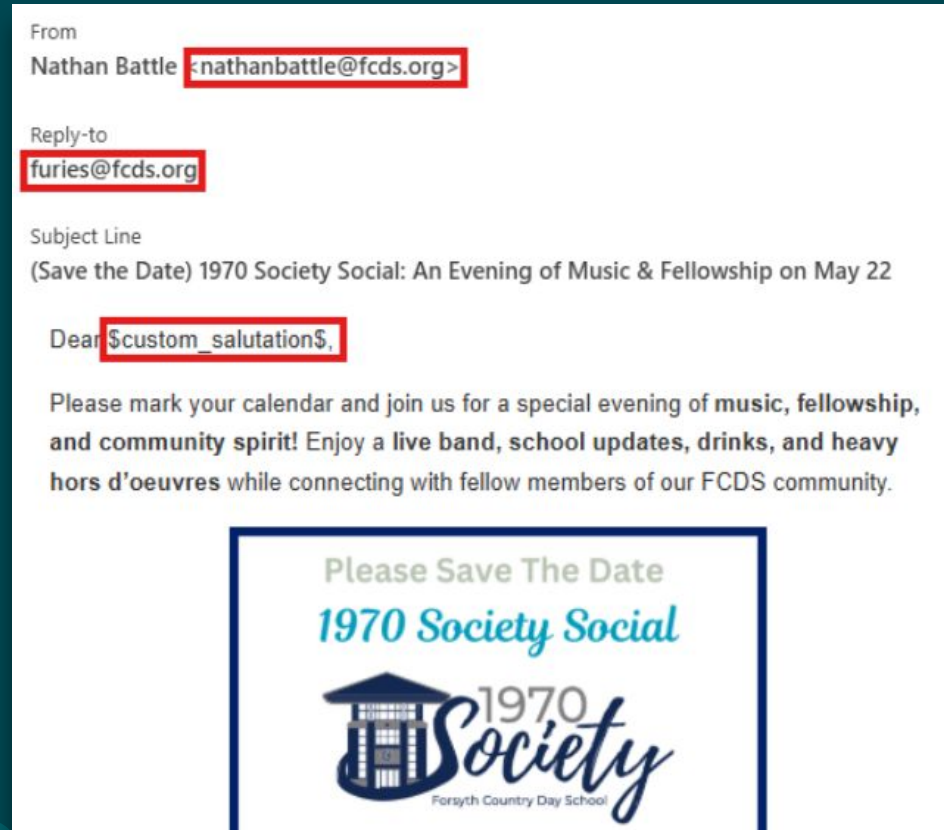 From
Nathan Battle <nathanbattle@fcds.org>
Reply-to
furies@fcds.org
Subject Line
(Save the Date) 1970 Society Social: An Evening of Music & Fellowship on May 22
Dear $custom_salutation$,
Please mark your calendar and join us for a special evening of music, fellowship,
and community spirit! Enjoy a live band, school updates, drinks, and heavy
hors d’oeuvres while connecting with fellow members of our FCDS community.
Please Save The Date
1970 Society Social
1970
Society
Forsyth Country Day School